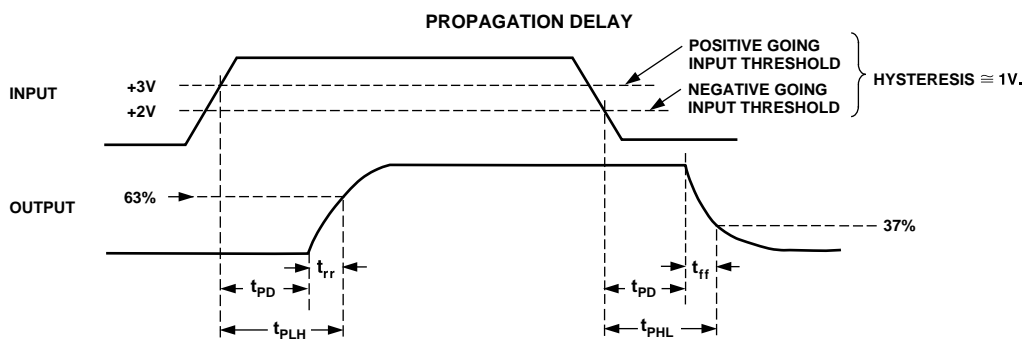 PROPAGATION DELAY
POSITIVE GOING
INPUT THRESHOLD
NEGATIVE GOING
INPUT THRESHOLD
HYSTERESIS ≅ 1V.
INPUT
+3V
+2V
OUTPUT
63%
37%
trr
tPD
tPLH
tff
tPD
tPHL